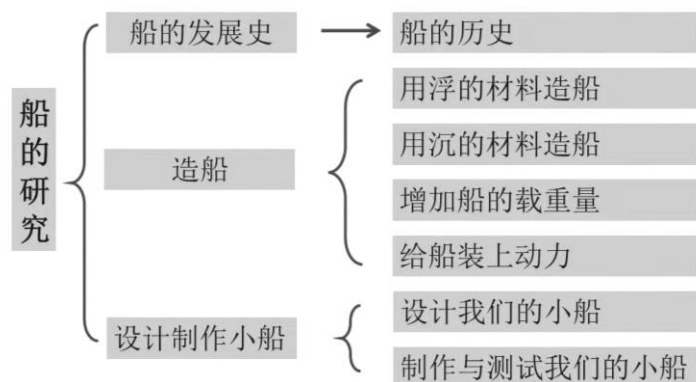 船的研究
船的发展史
船的历史
造船
用浮的材料造船
用沉的材料造船
增加船的载重量
给船装上动力
设计制作小船
设计我们的小船
制作与测试我们的小船